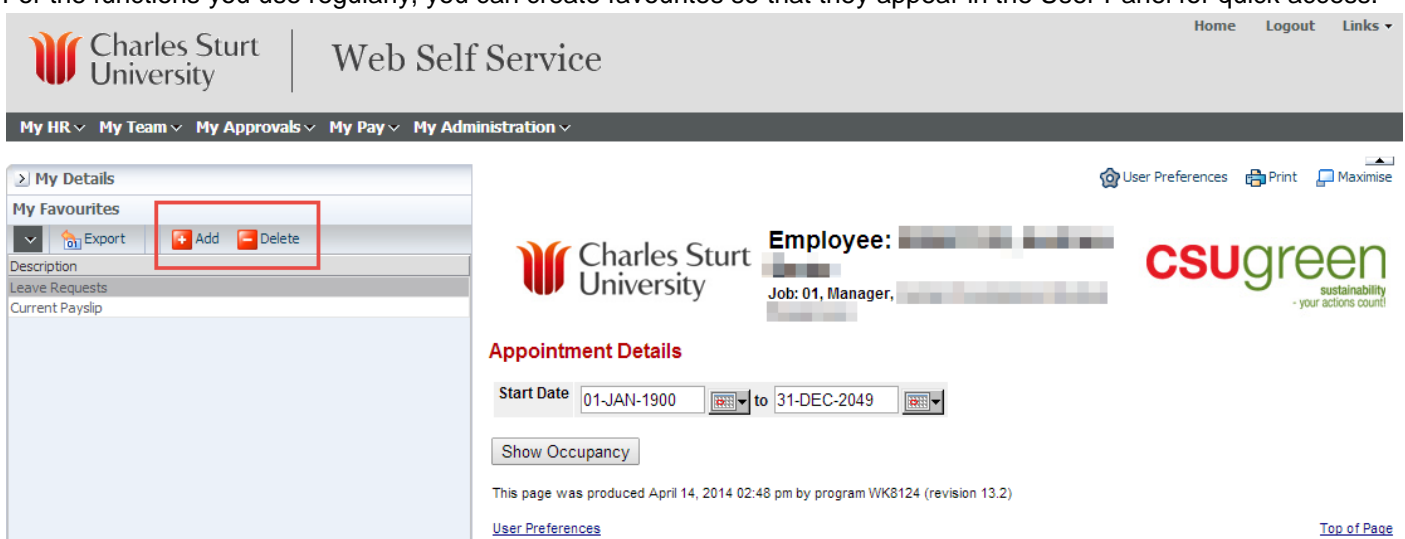 For the functions you use regularly, you can create favourites so that they appear in the User Panel for quick access.
Home Logout Links
Charles Sturt University
Web Self Service
My HR My Team My Approvals My Pay My Administration
My Details
User Preferences Print Maximise
My Favourites
Export Add Delete
Description
Leave Requests
Current Payslip
Charles Sturt University
Employee:
Job: 01, Manager,
csugreen
sustainability
- your actions count!
Appointment Details
Start Date 01-JAN-1900 to 31-DEC-2049
Show Occupancy
This page was produced April 14, 2014 02:48 pm by program WK8124 (revision 13.2)
User Preferences Top of Page